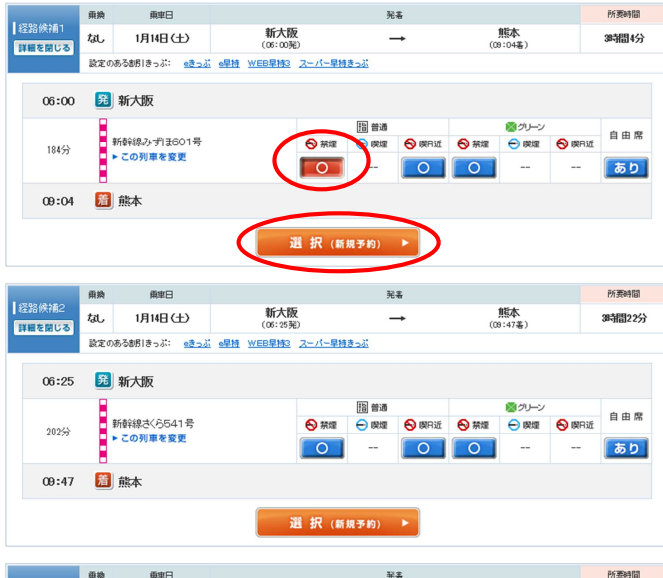 乗換 乗車日 発着 所要時間
経路候補1
詳細を閉じる
なし 1月14日(土) 新大阪 → 熊本 3時間4分
(06:00発) (09:04着)
設定のある割引きっぷ: eきっぷ e早特 WEB早特3 スーパー早特きっぷ
06:00 発 新大阪
184分
新幹線みずほ601号
▶この列車を変更
指 普通 グリーン 自由席
禁煙 喫煙 喫R近 禁煙 喫煙 喫R近
○ -- ○ ○ -- -- あり
09:04 着 熊本
選択(新規予約) ▶
乗換 乗車日 発着 所要時間
経路候補2
詳細を閉じる
なし 1月14日(土) 新大阪 → 熊本 3時間22分
(06:25発) (09:47着)
設定のある割引きっぷ: eきっぷ e早特 WEB早特3 スーパー早特きっぷ
06:25 発 新大阪
202分
新幹線さくら541号
▶この列車を変更
指 普通 グリーン 自由席
禁煙 喫煙 喫R近 禁煙 喫煙 喫R近
○ -- ○ ○ -- -- あり
09:47 着 熊本
選択(新規予約) ▶
乗換 乗車日 発着 所要時間